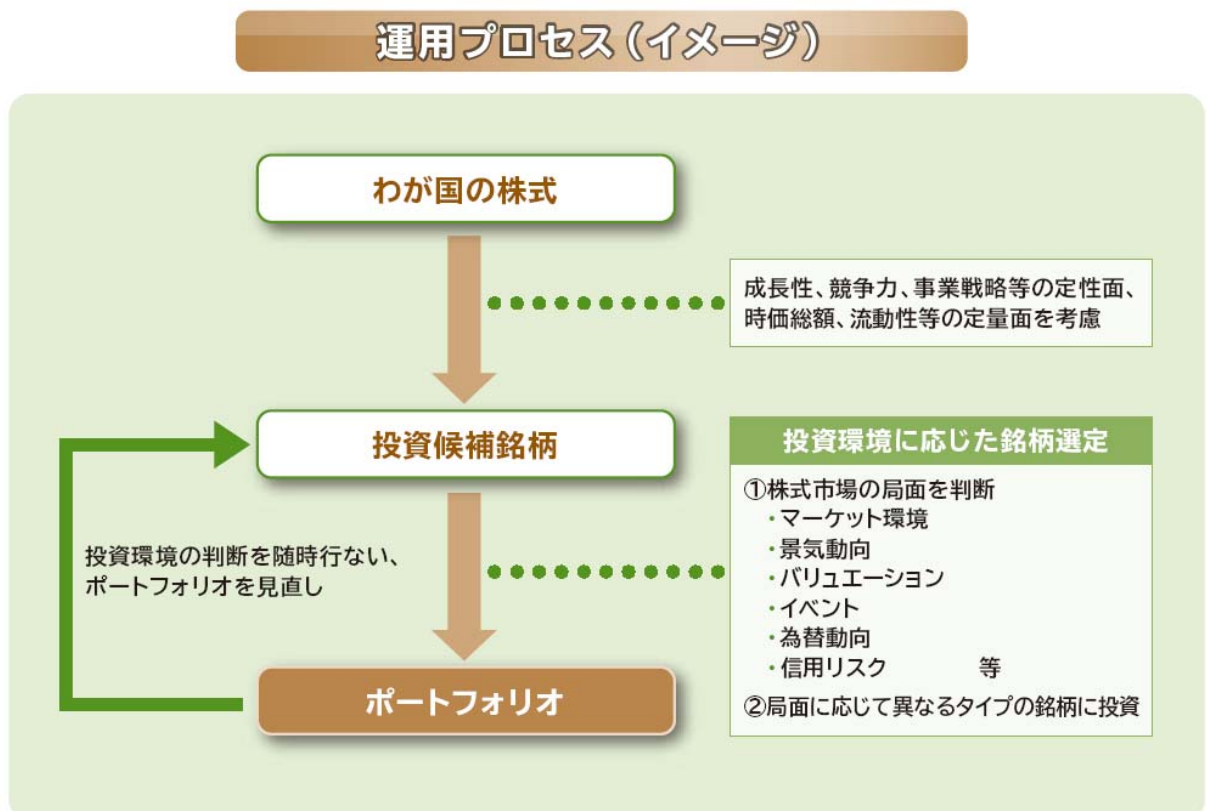 運用プロセス（イメージ）
わが国の株式
成長性、競争力、事業戦略等の定性面、
時価総額、流動性等の定量面を考慮
投資候補銘柄
投資環境に応じた銘柄選定
①株式市場の局面を判断
・マーケット環境
・景気動向
・バリュエーション
・イベント
・為替動向
・信用リスク　　　　等
②局面に応じて異なるタイプの銘柄に投資
投資環境の判断を随時行ない、
ポートフォリオを見直し
ポートフォリオ